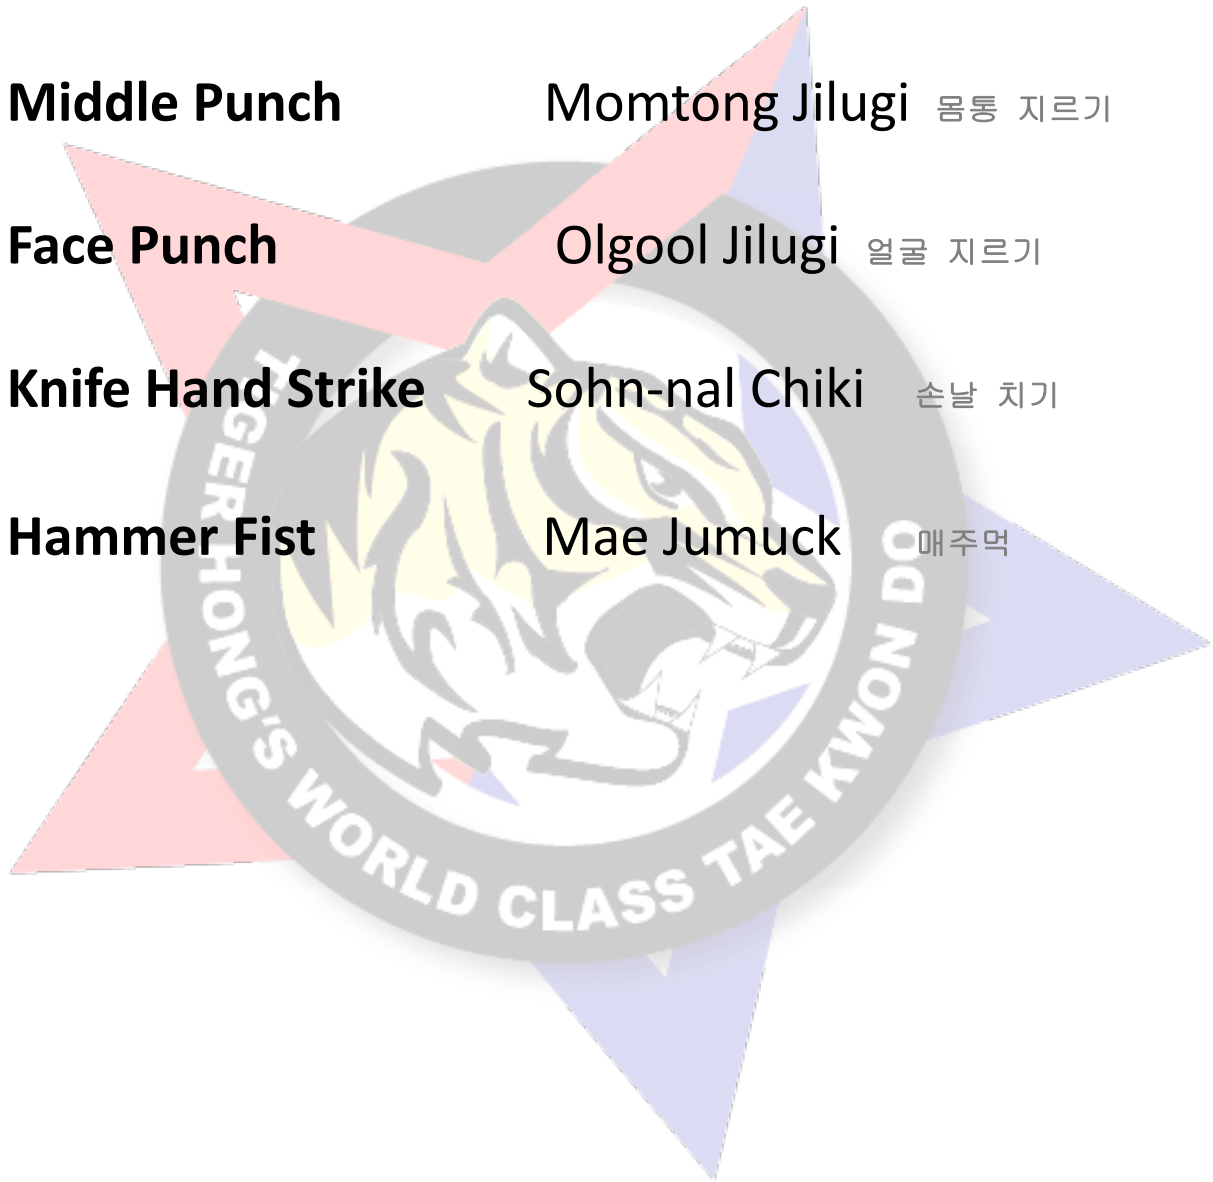 Middle Punch Momtong Jilugi 몸통 지르기
Face Punch Olgool Jilugi 얼굴 지르기
Knife Hand Strike Sohn-nal Chiki 손날 치기
Hammer Fist Mae Jumuck 매주먹
TIGER HONG'S WORLD CLASS TAE KWON DO